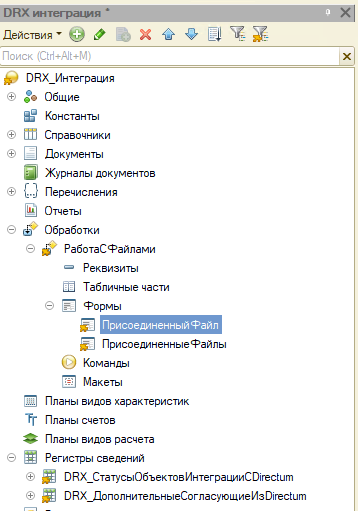 DRX интеграция *
Действия
Поиск (Ctrl+Alt+M)
DRX_Интеграция
Общие
Константы
Справочники
Документы
Журналы документов
Перечисления
Отчеты
Обработки
РаботаСФайлами
Реквизиты
Табличные части
Формы
ПрисоединенныйФайл
ПрисоединенныеФайлы
Команды
Макеты
Планы видов характеристик
Планы счетов
Планы видов расчета
Регистры сведений
DRX_СтатусыОбъектовИнтеграцииСDirectum
DRX_ДополнительныеСогласующиеИзDirectum